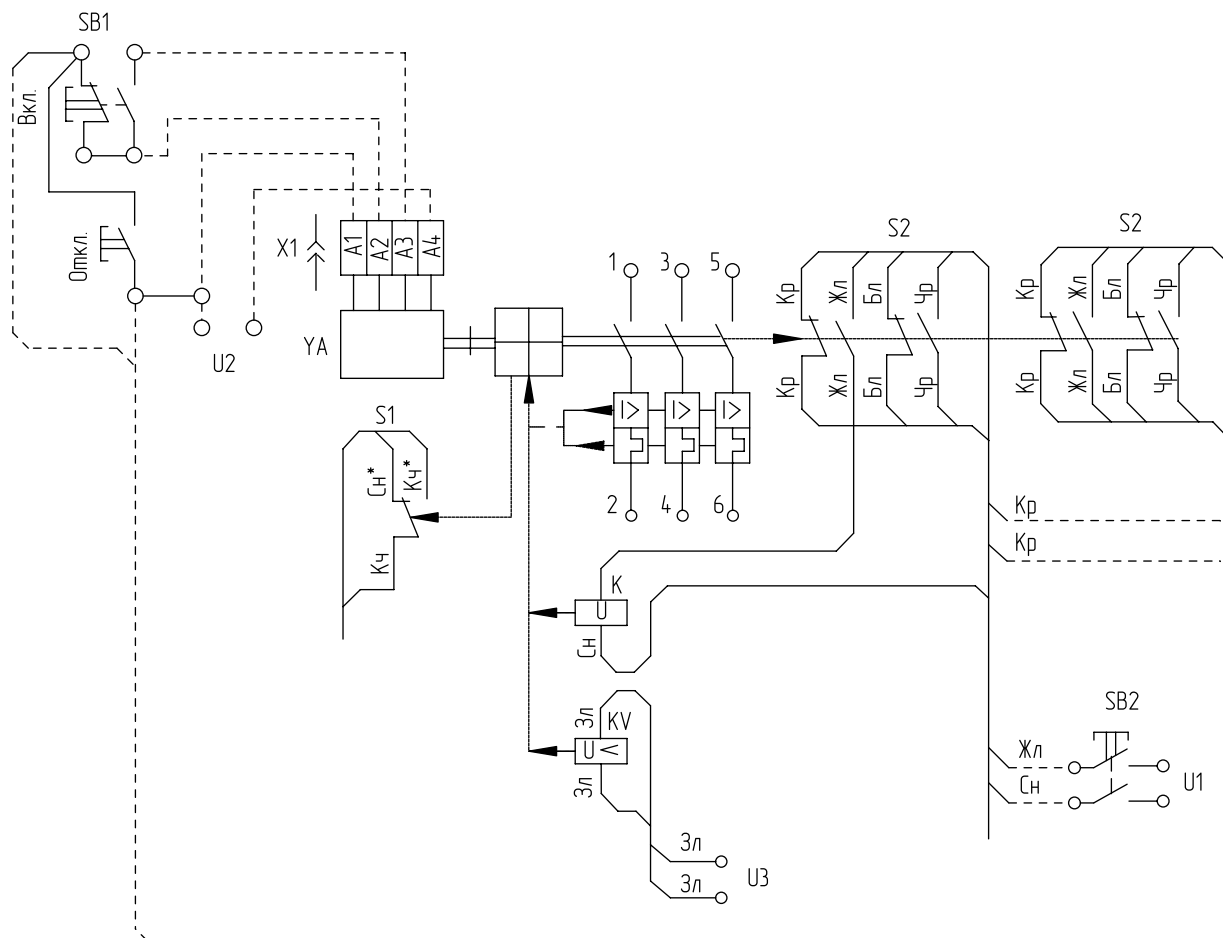 SB1
Вкл.
Откл.
U2
X1
A1
A2
A3
A4
YA
S1
Сн*
Кч*
Кч
1
3
5
I>
I>
I>
2
4
6
S2
Кр
Жл
Бл
Чр
Кр
Жл
Бл
Чр
S2
Кр
Жл
Бл
Чр
Кр
Жл
Бл
Чр
Кр
Кр
K
U
Сн
Зл
KV
U <
Зл
Зл
Зл
U3
SB2
Жл
Сн
U1